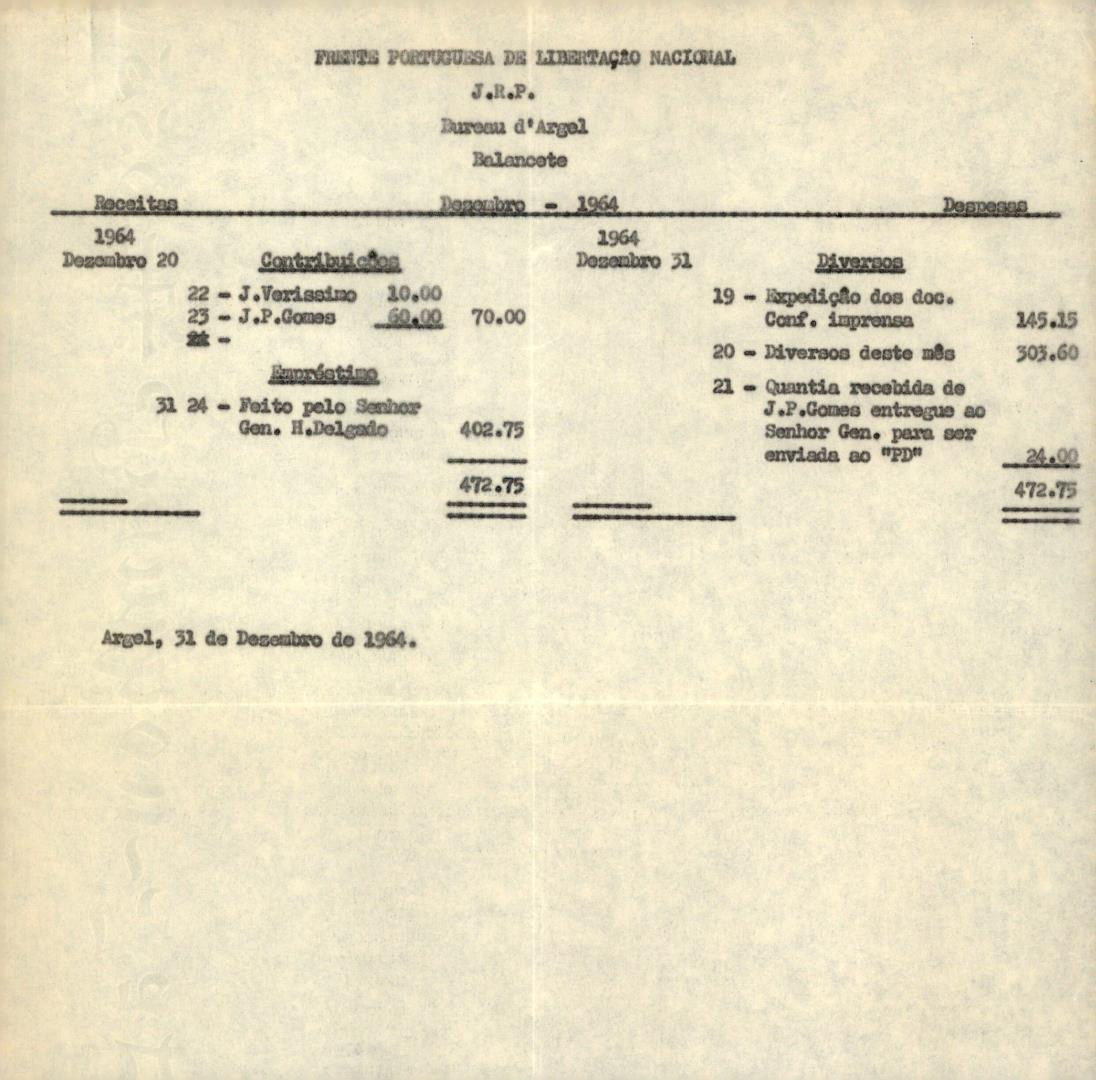 FRENTE PORTUGUESA DE LIBERTAÇÃO NACIONAL
J.R.P.
Bureau d'Argel
Balancete
Receitas Dezembro - 1964 Despesas
1964
Dezembro 20 Contribuições
22 - J.Verissimo 10.00
23 - J.P.Gomes 60.00 70.00
Empréstimo
31 24 - Feito pelo Senhor
Gen. H.Delgado 402.75
472.75
1964
Dezembro 31 Diversos
19 - Expedição dos doc.
Conf. imprensa 145.15
20 - Diversos deste mês 303.60
21 - Quantia recebida de
J.P.Gomes entregue ao
Senhor Gen. para ser
enviada ao "PD" 24.00
472.75
Argel, 31 de Dezembro de 1964.